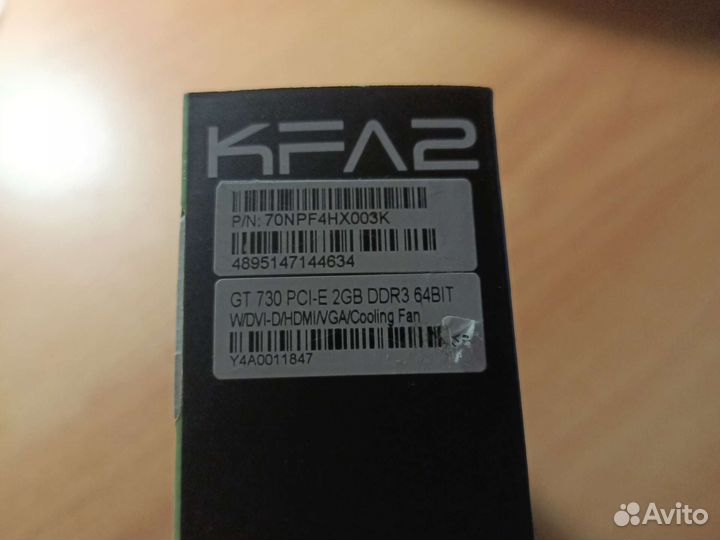 KFA2
P/N: 70NPF4HX003K
4895147144634
GT 730 PCI-E 2GB DDR3 64BIT
W/DVI-D/HDMI/VGA/Cooling Fan
Y4A0011847
Avito